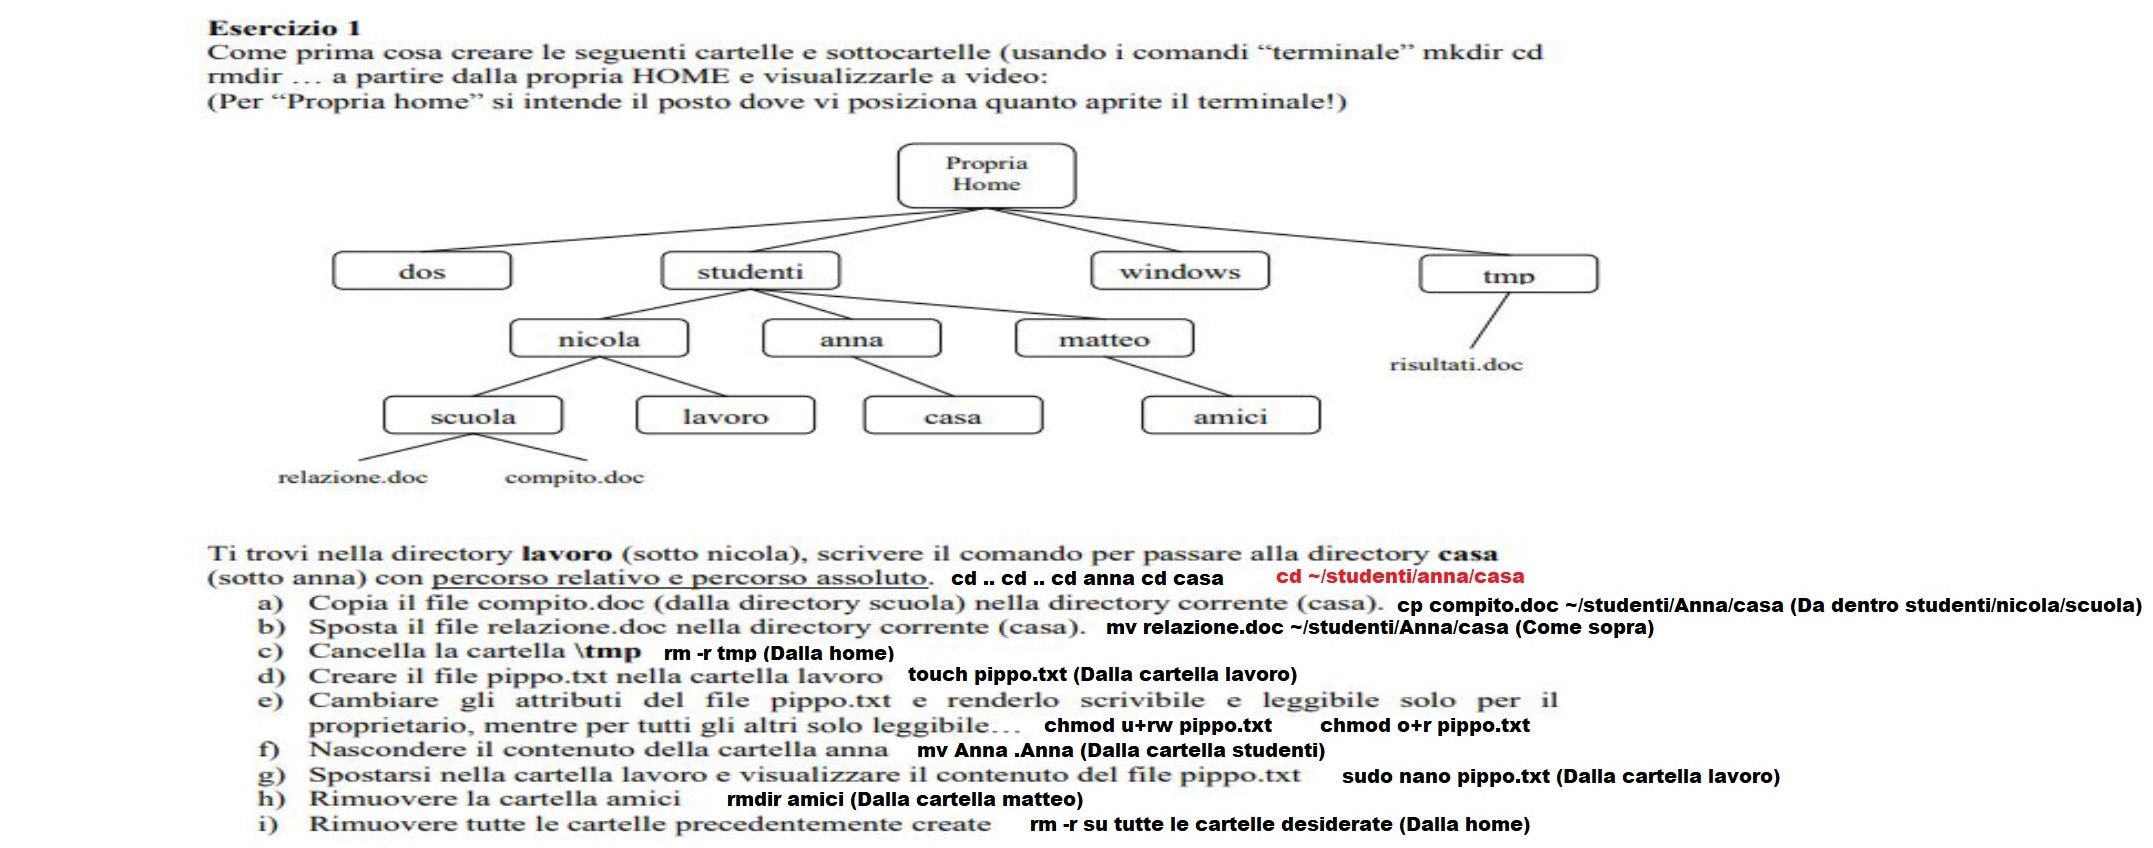 Esercizio 1
Come prima cosa creare le seguenti cartelle e sottocartelle (usando i comandi “terminale” mkdir cd
rmdir … a partire dalla propria HOME e visualizzarle a video:
(Per “Propria home” si intende il posto dove vi posiziona quanto aprite il terminale!)
Propria
Home
dos studenti windows tmp
nicola anna matteo
risultati.doc
scuola lavoro casa amici
relazione.doc compito.doc
Ti trovi nella directory lavoro (sotto nicola), scrivere il comando per passare alla directory casa
(sotto anna) con percorso relativo e percorso assoluto. cd .. cd .. cd anna cd casa cd ~/studenti/anna/casa
a) Copia il file compito.doc (dalla directory scuola) nella directory corrente (casa). cp compito.doc ~/studenti/Anna/casa (Da dentro studenti/nicola/scuola)
b) Sposta il file relazione.doc nella directory corrente (casa). mv relazione.doc ~/studenti/Anna/casa (Come sopra)
c) Cancella la cartella \tmp rm -r tmp (Dalla home)
d) Creare il file pippo.txt nella cartella lavoro touch pippo.txt (Dalla cartella lavoro)
e) Cambiare gli attributi del file pippo.txt e renderlo scrivibile e leggibile solo per il
proprietario, mentre per tutti gli altri solo leggibile… chmod u+rw pippo.txt chmod o+r pippo.txt
f) Nascondere il contenuto della cartella anna mv Anna .Anna (Dalla cartella studenti)
g) Spostarsi nella cartella lavoro e visualizzare il contenuto del file pippo.txt sudo nano pippo.txt (Dalla cartella lavoro)
h) Rimuovere la cartella amici rmdir amici (Dalla cartella matteo)
i) Rimuovere tutte le cartelle precedentemente create rm -r su tutte le cartelle desiderate (Dalla home)